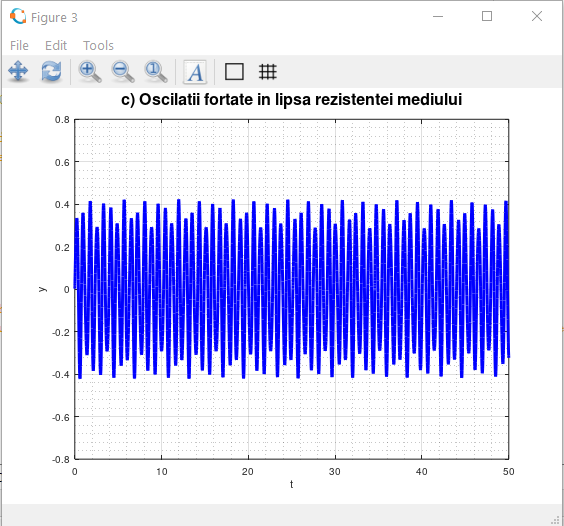 Figure 3
File Edit Tools
A
c) Oscilatii fortate in lipsa rezistentei mediului
0.8
0.6
0.4
0.2
0
-0.2
-0.4
-0.6
-0.8
y
0 10 20 30 40 50
t